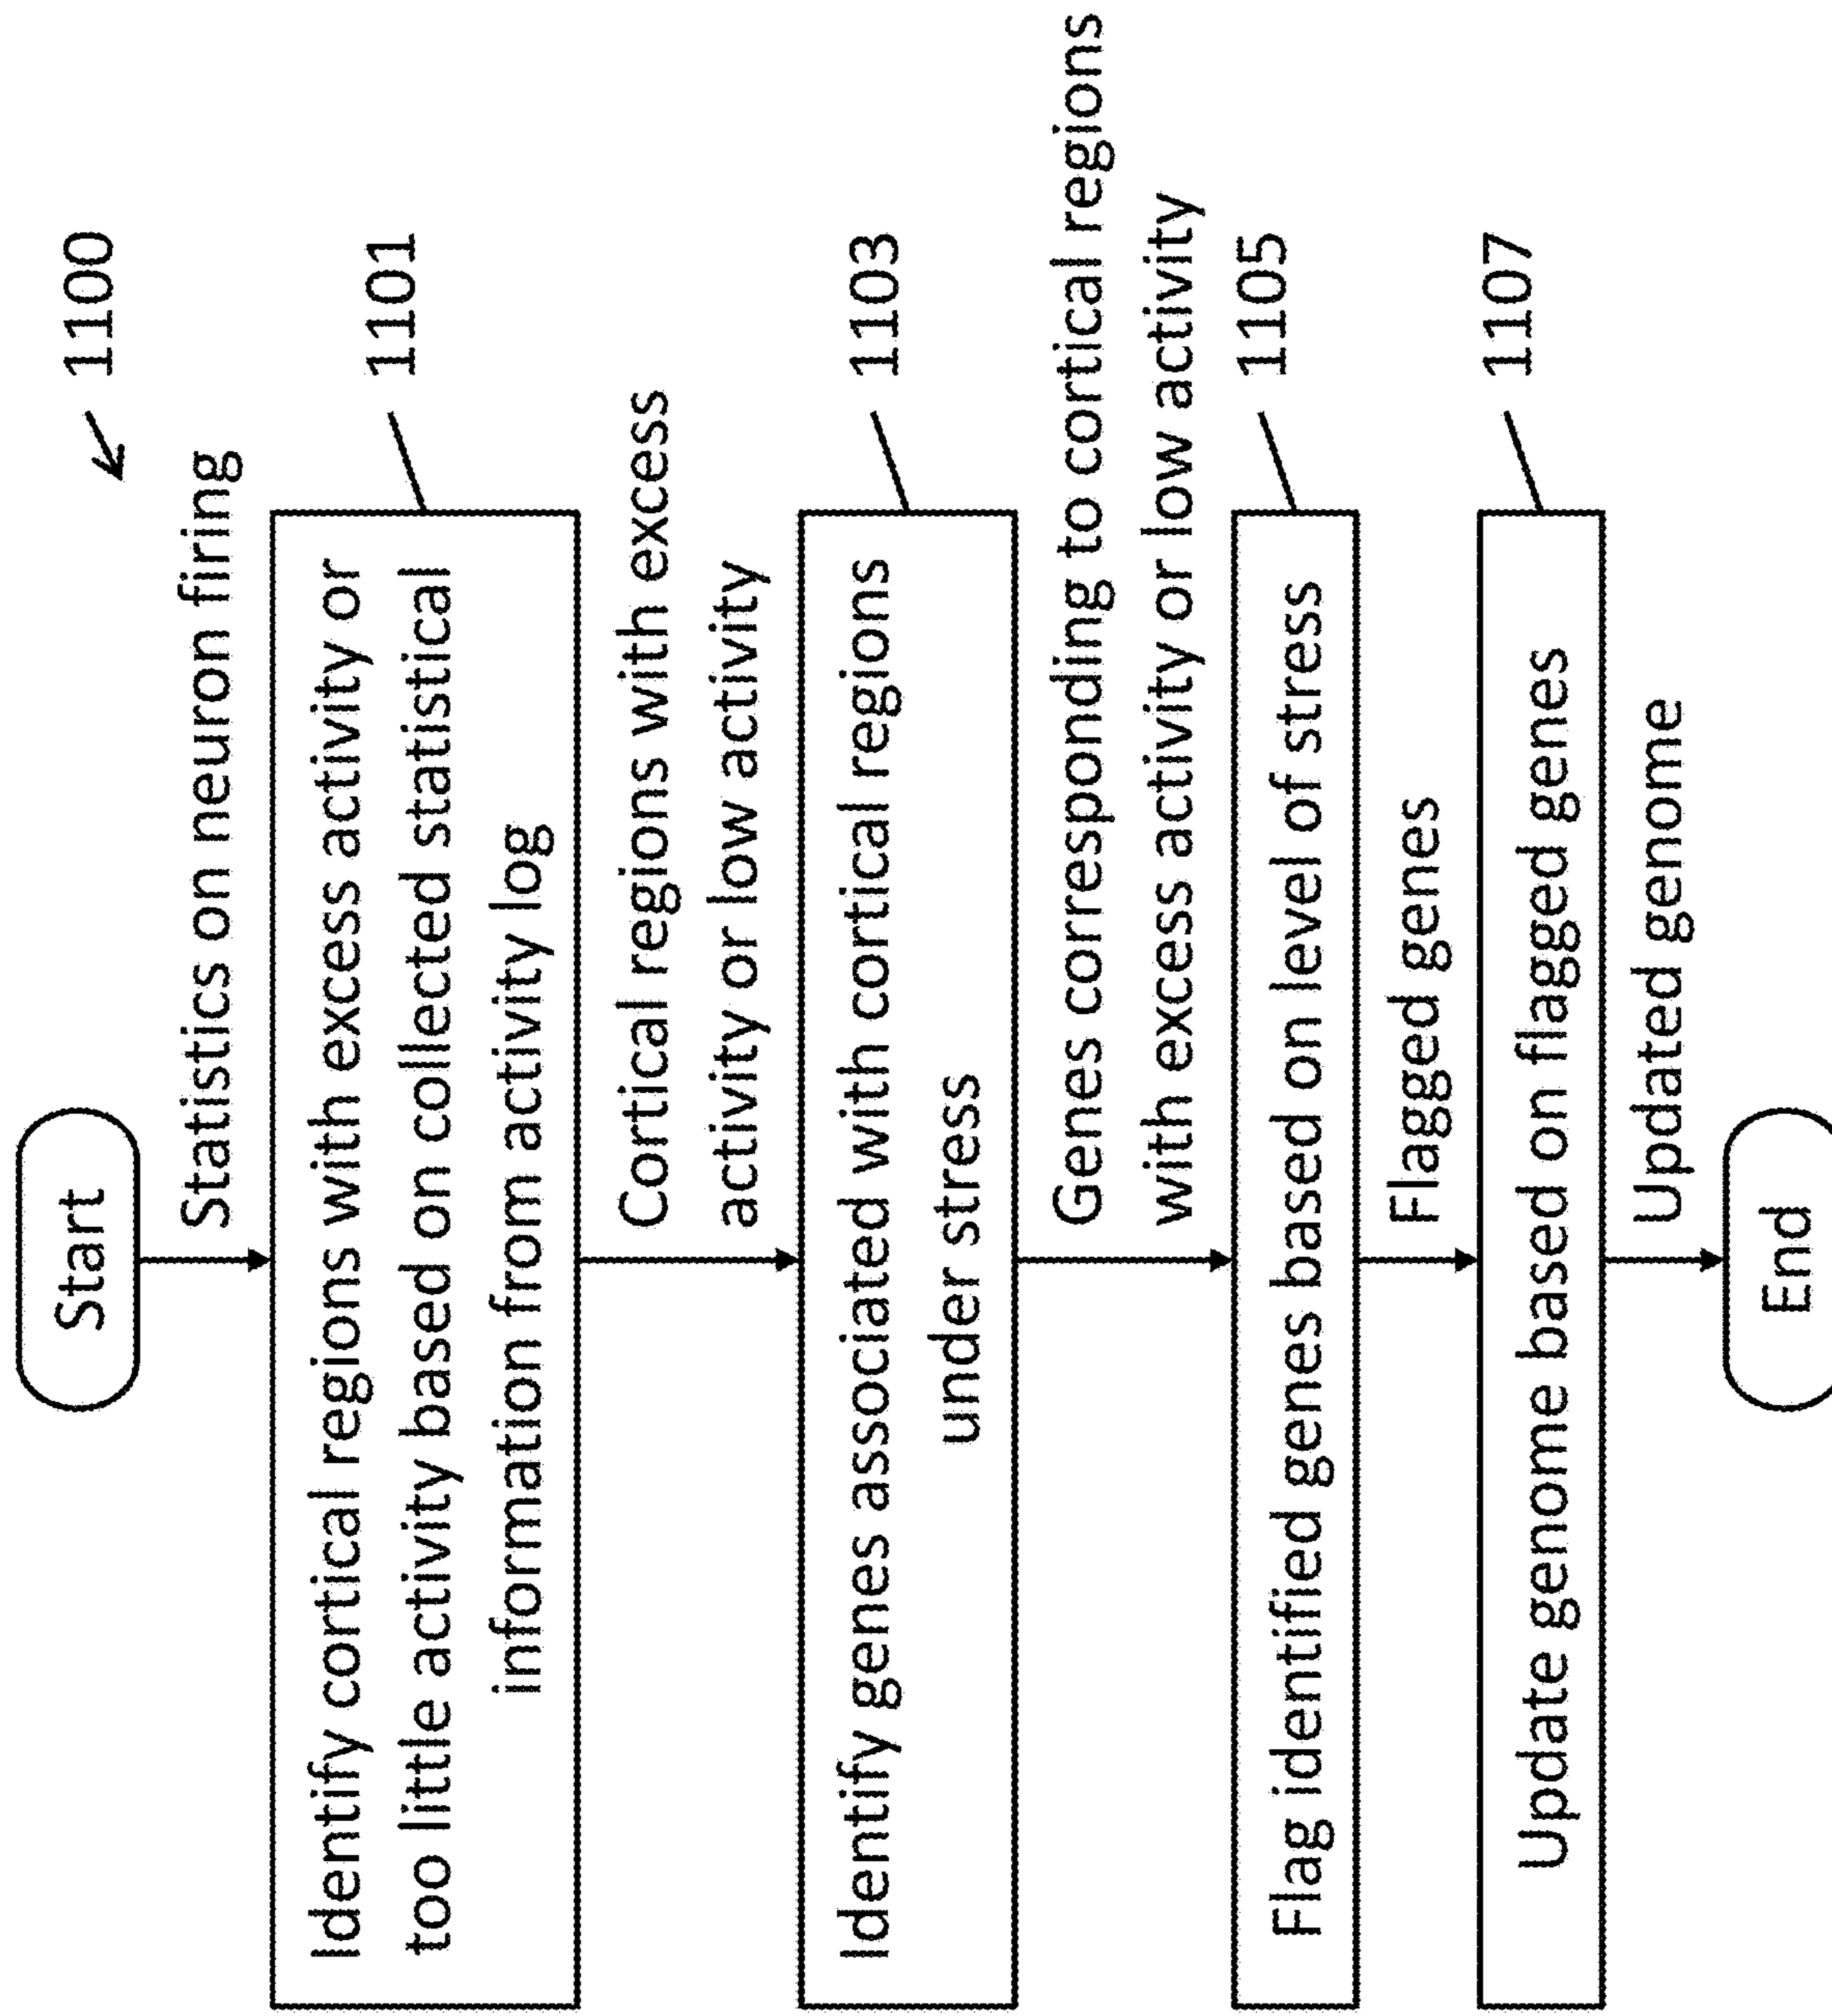 1100
Start
Statistics on neuron firing
Identify cortical regions with excess activity or
too little activity based on collected statistical
information from activity log
1101
Cortical regions with excess
activity or low activity
Identify genes associated with cortical regions
under stress
1103
Genes corresponding to cortical regions
with excess activity or low activity
Flag identified genes based on level of stress
1105
Flagged genes
Update genome based on flagged genes
1107
Updated genome
End